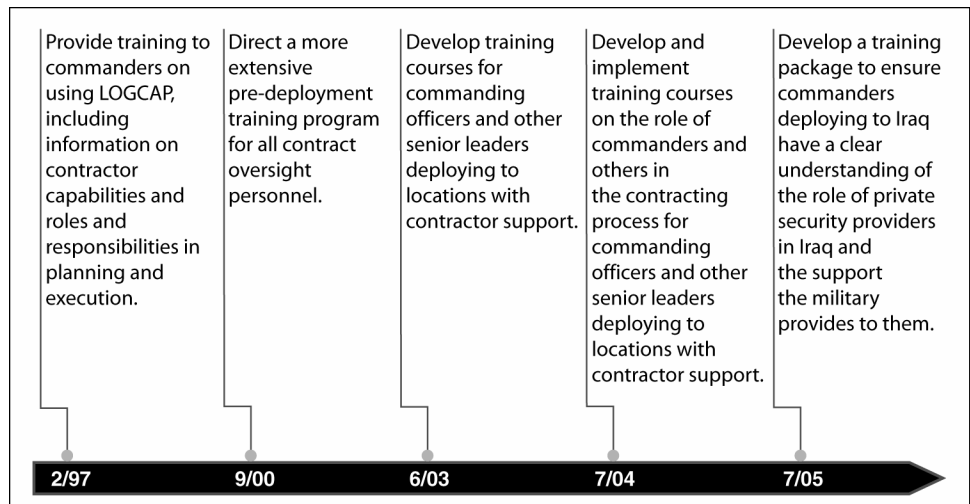 Provide training to
commanders on
using LOGCAP,
including
information on
contractor
capabilities and
roles and
responsibilities in
planning and
execution.
Direct a more
extensive
pre-deployment
training program
for all contract
oversight
personnel.
Develop training
courses for
commanding
officers and other
senior leaders
deploying to
locations with
contractor support.
Develop and
implement
training courses
on the role of
commanders and
others in
the contracting
process for
commanding
officers and other
senior leaders
deploying to
locations with
contractor support.
Develop a training
package to ensure
commanders
deploying to Iraq
have a clear
understanding of
the role of private
security providers
in Iraq and
the support
the military
provides to them.
2/97
9/00
6/03
7/04
7/05